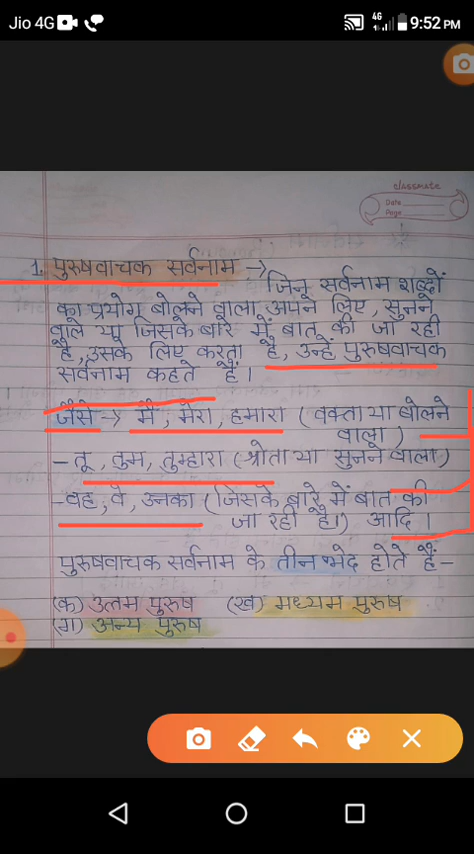 Jio 4G 4G 9:52 PM
classmate
Date
Page
1. पुरुषवाचक सर्वनाम →
जिन सर्वनाम शब्दों
का प्रयोग बोलने वाला अपने लिए, सुनने
वाले या जिसके बारे में बात की जा रही
है, उसके लिए करता है, उन्हें पुरुषवाचक
सर्वनाम कहते हैं।
जैसे → मैं, मेरा, हमारा (वक्ता या बोलने
वाला)
- तू, तुम, तुम्हारा (श्रोता या सुनने वाला)
- वह, वे, उनका (जिसके बारे में बात की
जा रही है।) आदि।
पुरुषवाचक सर्वनाम के तीन भेद होते हैं-
(क) उत्तम पुरुष (ख) मध्यम पुरुष
(ग) अन्य पुरुष